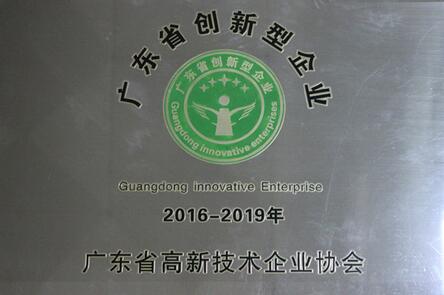 广东省创新型企业
广东省创新型企业
Guangdong innovative enterprises
Guangdong Innovative Enterprise
2016-2019年
广东省高新技术企业协会